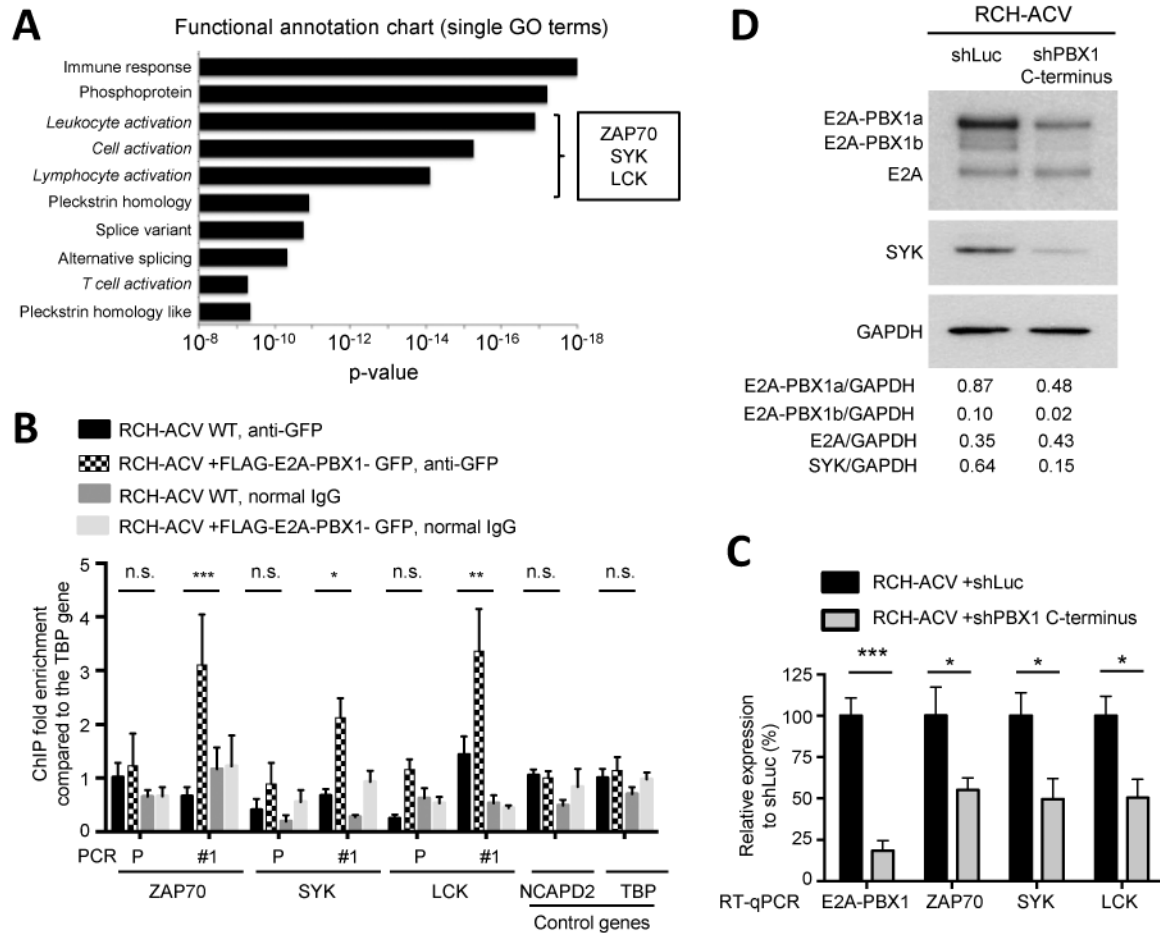 A
Functional annotation chart (single GO terms)
Immune response
Phosphoprotein
Leukocyte activation
Cell activation
Lymphocyte activation
Pleckstrin homology
Splice variant
Alternative splicing
T cell activation
Pleckstrin homology like
ZAP70
SYK
LCK
10-8 10-10 10-12 10-14 10-16 10-18
p-value
B
RCH-ACV WT, anti-GFP
RCH-ACV +FLAG-E2A-PBX1- GFP, anti-GFP
RCH-ACV WT, normal IgG
RCH-ACV +FLAG-E2A-PBX1- GFP, normal IgG
ChIP fold enrichment
compared to the TBP gene
5
4
3
2
1
0
n.s. *** n.s. * n.s. ** n.s. n.s.
PCR P #1 P #1 P #1
ZAP70 SYK LCK NCAPD2 TBP
Control genes
D
RCH-ACV
shLuc shPBX1
C-terminus
E2A-PBX1a
E2A-PBX1b
E2A
SYK
GAPDH
E2A-PBX1a/GAPDH 0.87 0.48
E2A-PBX1b/GAPDH 0.10 0.02
E2A/GAPDH 0.35 0.43
SYK/GAPDH 0.64 0.15
C
RCH-ACV +shLuc
RCH-ACV +shPBX1 C-terminus
Relative expression
to shLuc (%)
125
100
75
50
25
0
*** * * *
RT-qPCR E2A-PBX1 ZAP70 SYK LCK